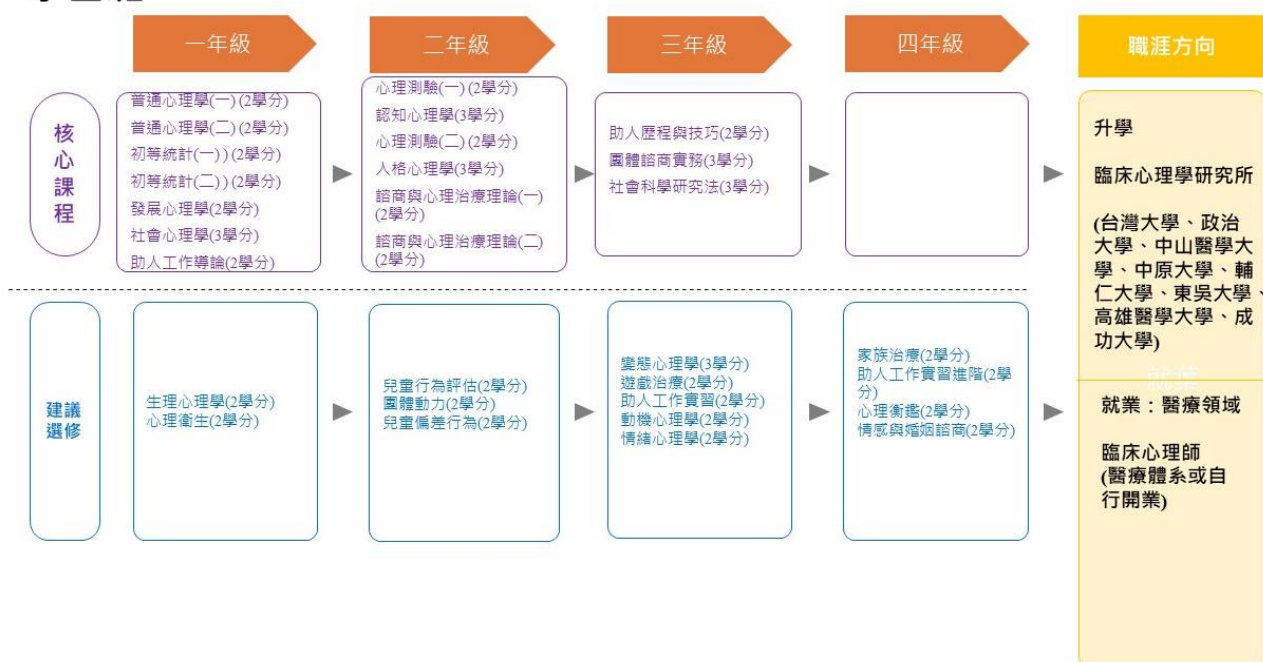 一年級
二年級
三年級
四年級
職涯方向
核心課程
普通心理學(一)(2學分)
普通心理學(二)(2學分)
初等統計(一))(2學分)
初等統計(二))(2學分)
發展心理學(2學分)
社會心理學(3學分)
助人工作導論(2學分)
心理測驗(一)(2學分)
認知心理學(3學分)
心理測驗(二)(2學分)
人格心理學(3學分)
諮商與心理治療理論(一)
(2學分)
諮商與心理治療理論(二)
(2學分)
助人歷程與技巧(2學分)
團體諮商實務(3學分)
社會科學研究法(3學分)
升學
臨床心理學研究所
(台灣大學、政治
大學、中山醫學大
學、中原大學、輔
仁大學、東吳大學、
高雄醫學大學、成
功大學)
建議
選修
生理心理學(2學分)
心理衛生(2學分)
兒童行為評估(2學分)
團體動力(2學分)
兒童偏差行為(2學分)
變態心理學(3學分)
遊戲治療(2學分)
助人工作實習(2學分)
動機心理學(2學分)
情緒心理學(2學分)
家族治療(2學分)
助人工作實習進階(2學
分)
心理衡鑑(2學分)
情感與婚姻諮商(2學分)
就業
就業：醫療領域
臨床心理師
(醫療體系或自
行開業)